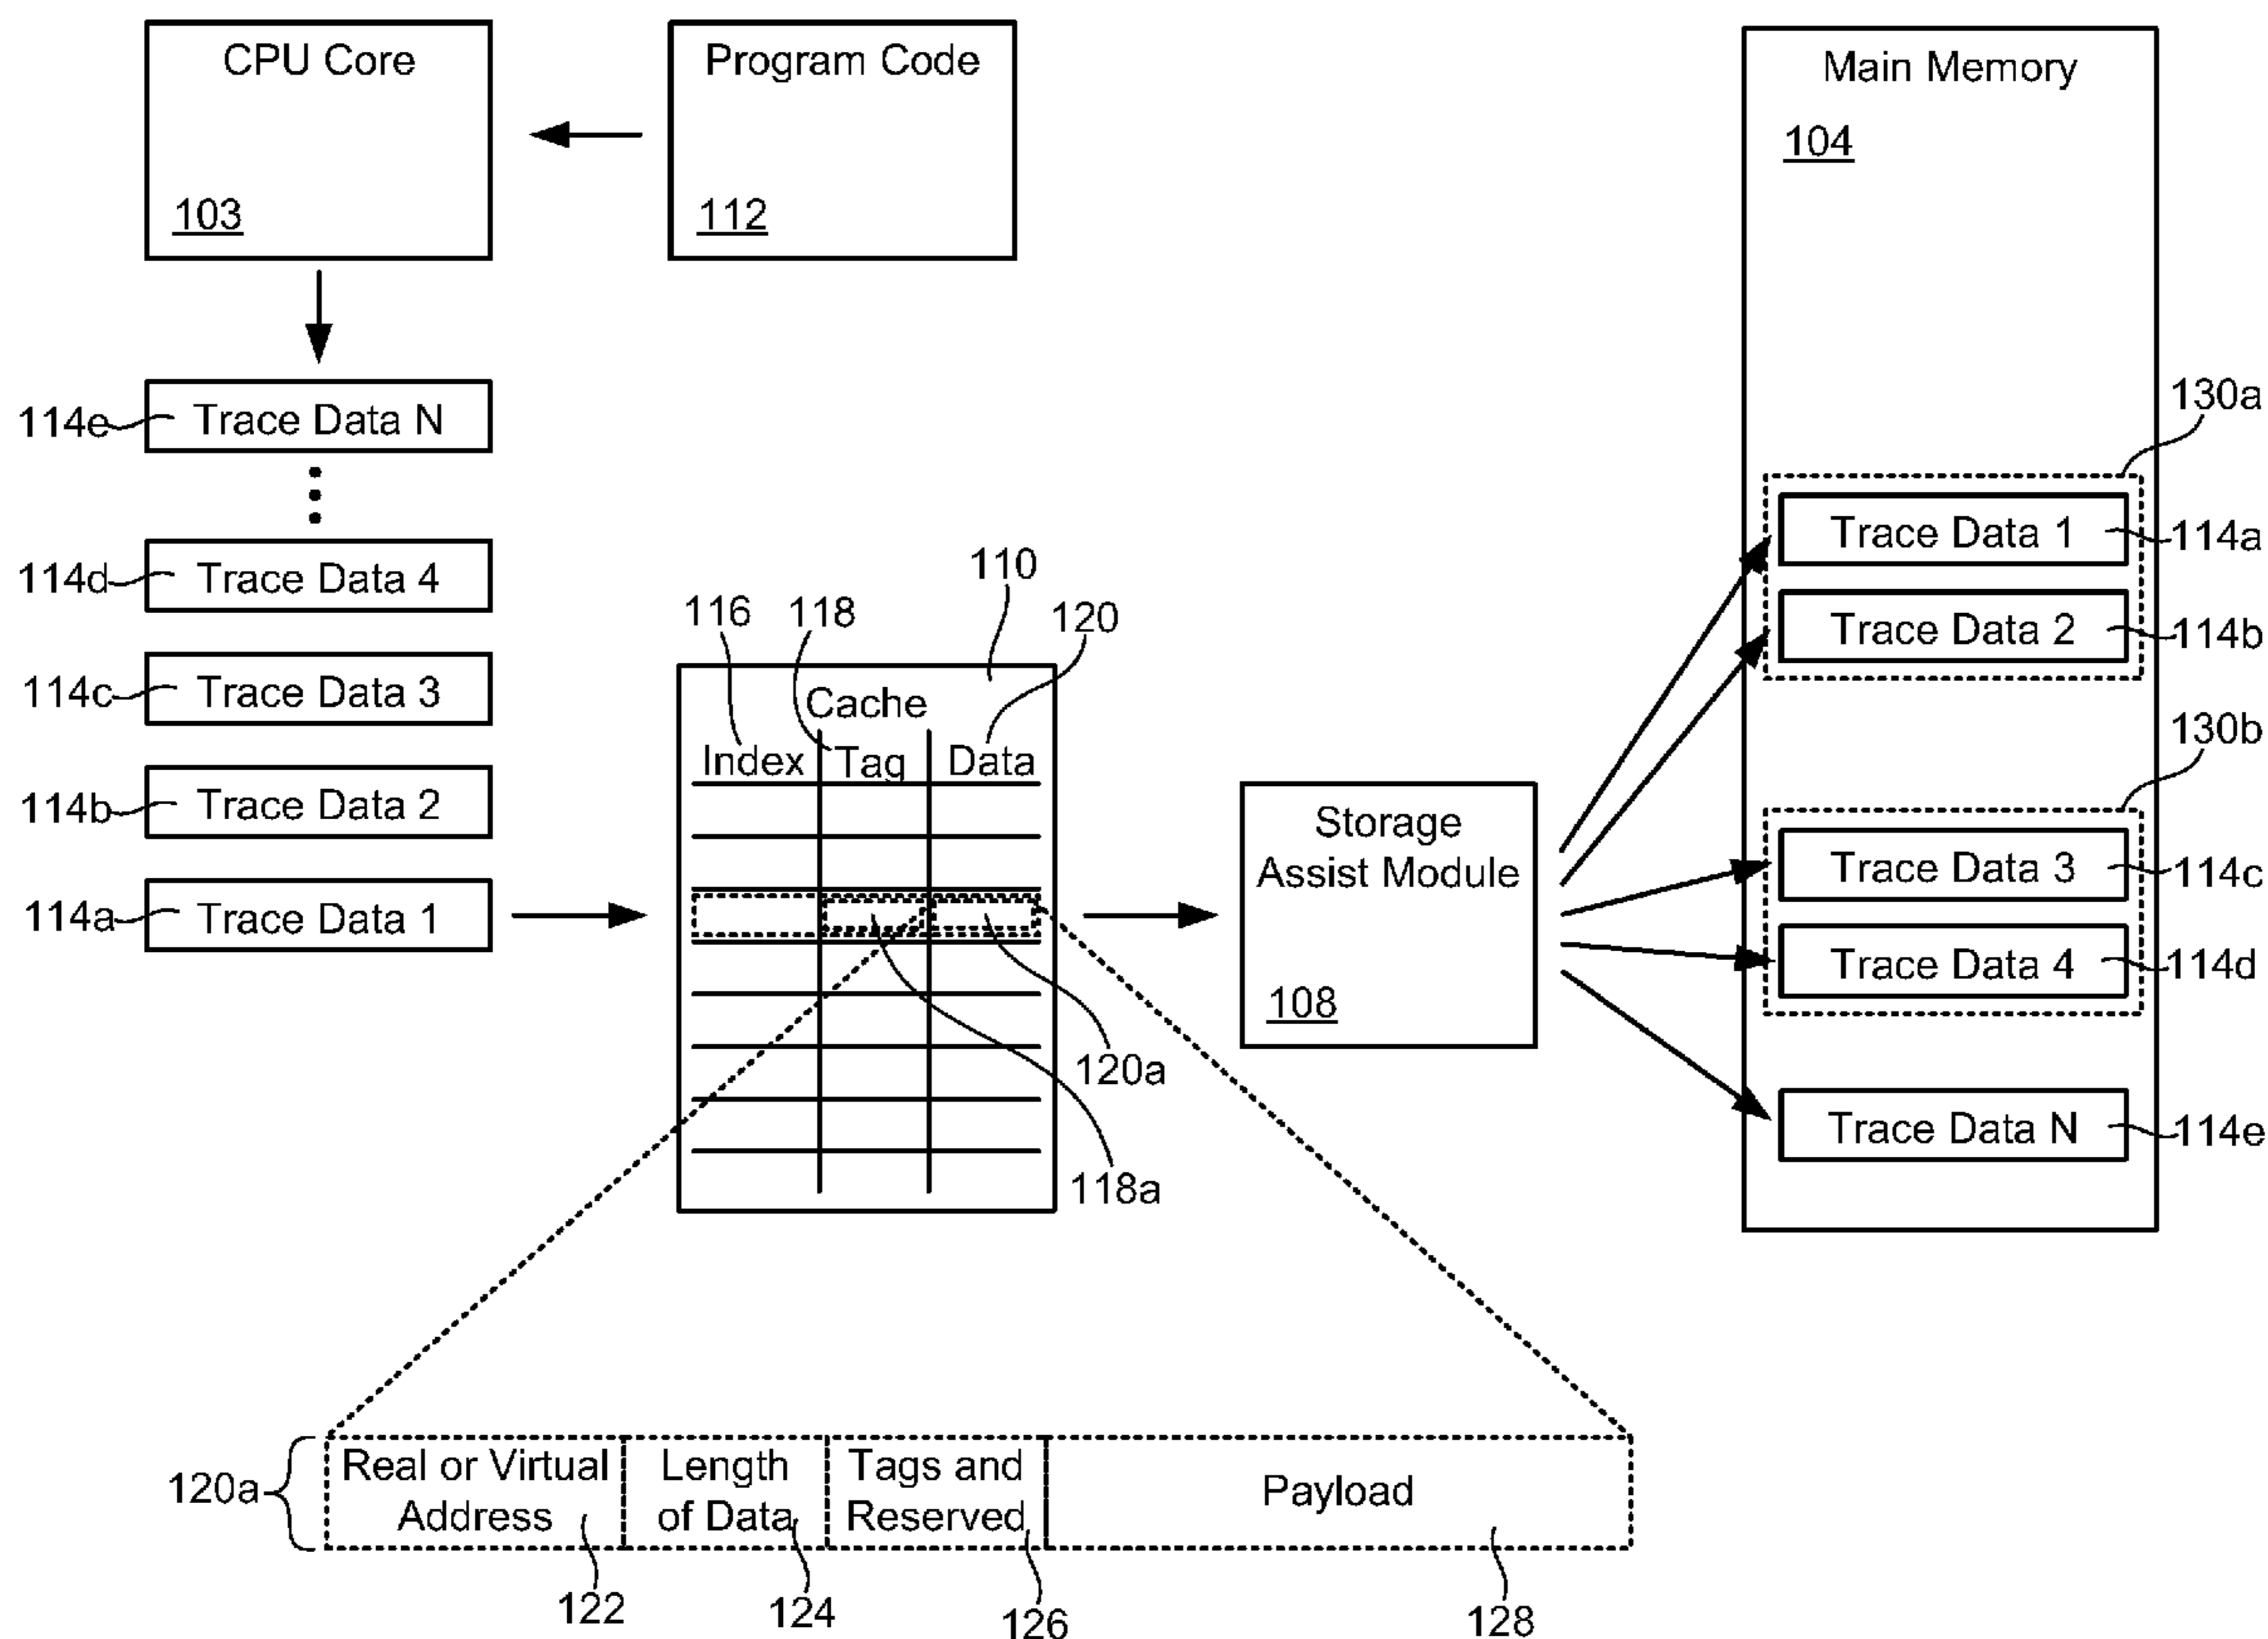 CPU Core
103
Program Code
112
Main Memory
104
114e
Trace Data N
114d
Trace Data 4
114c
Trace Data 3
114b
Trace Data 2
114a
Trace Data 1
110
116
118
120
Cache
Index
Tag
Data
120a
118a
Storage
Assist Module
108
130a
Trace Data 1
114a
Trace Data 2
114b
130b
Trace Data 3
114c
Trace Data 4
114d
Trace Data N
114e
120a
Real or Virtual
Address
Length
of Data
Tags and
Reserved
Payload
122
124
126
128